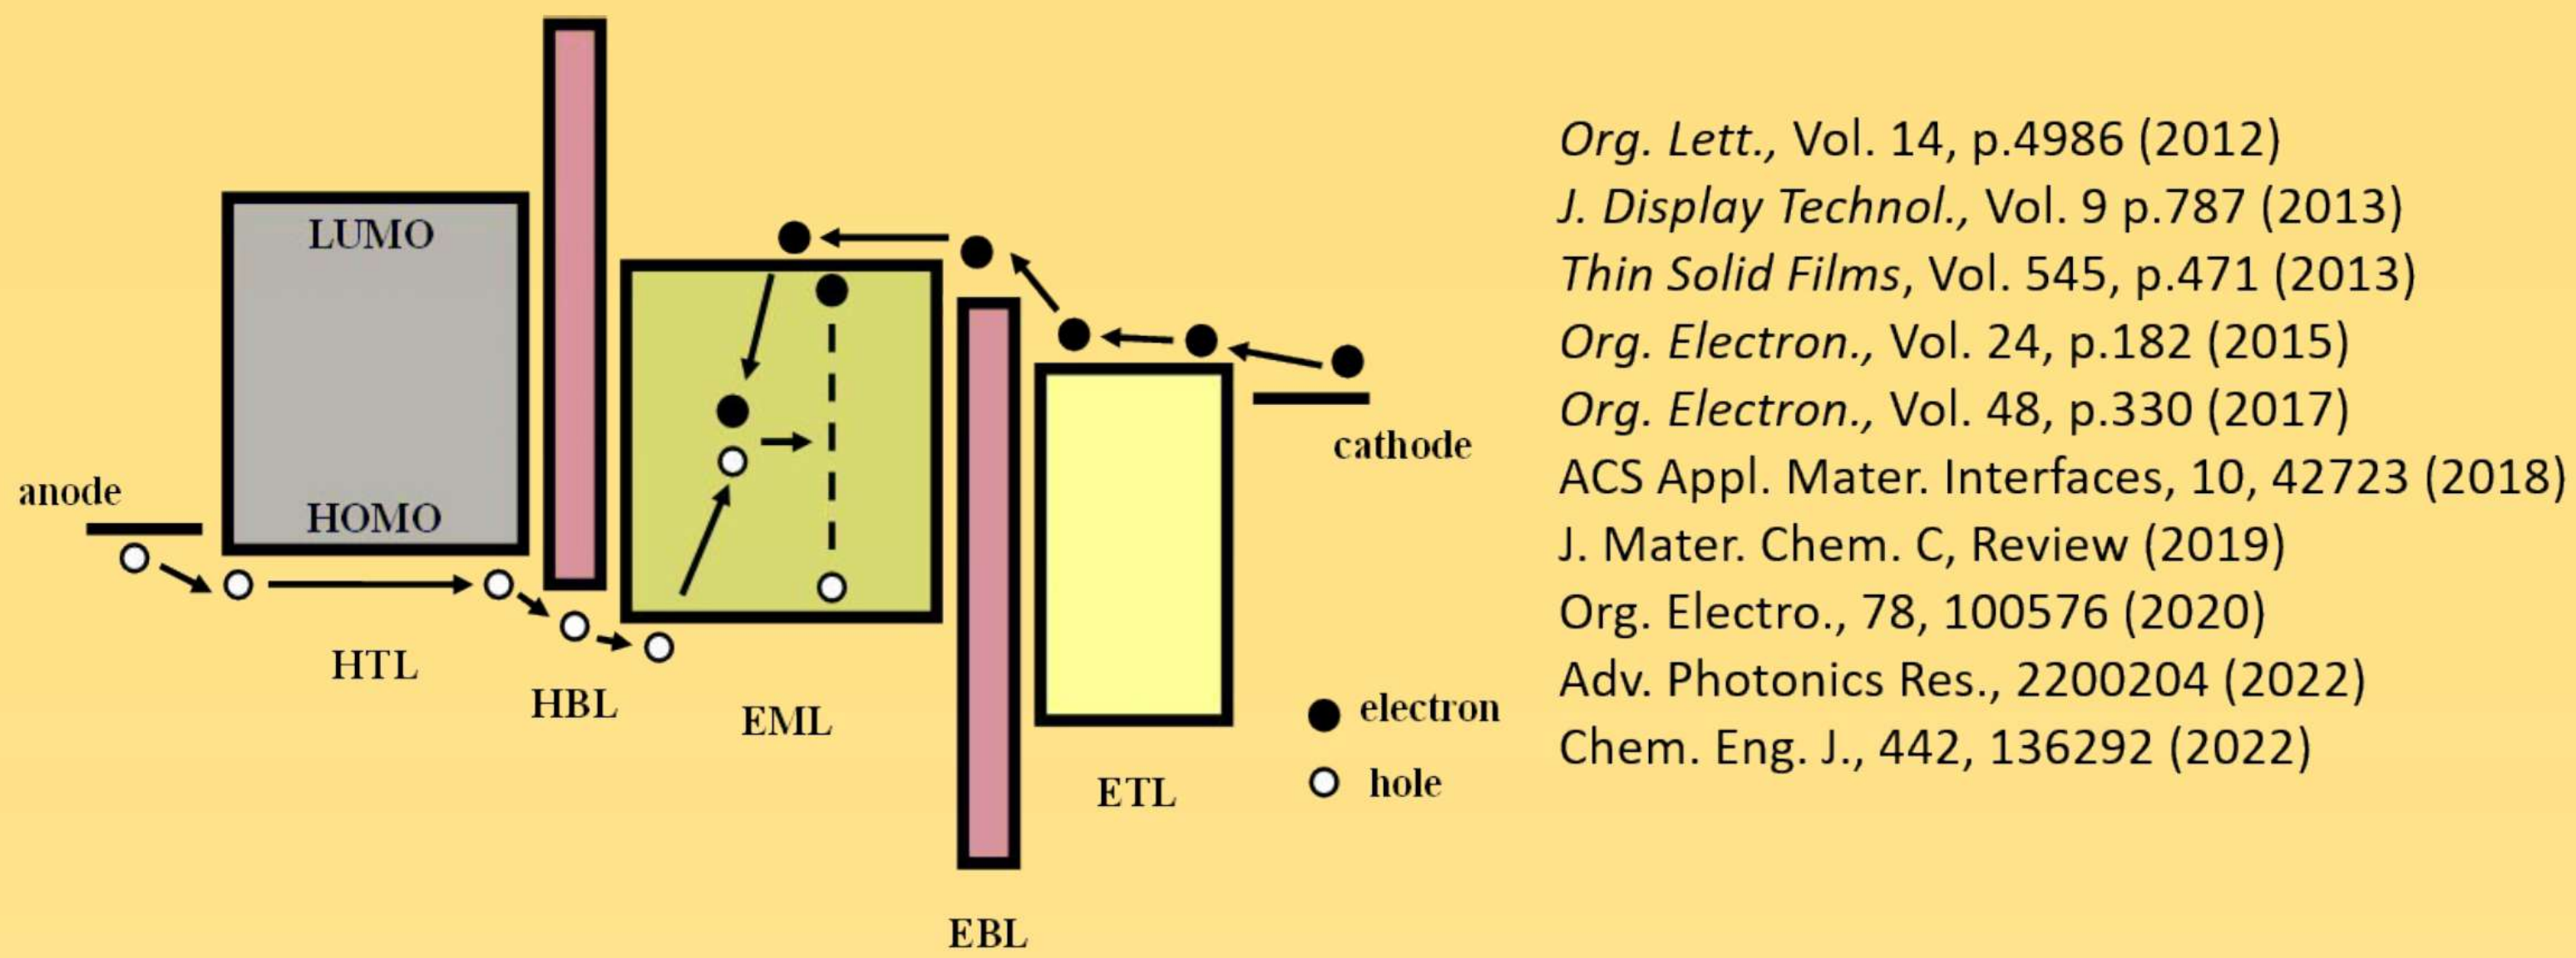 LUMO
HOMO
anode
HTL
HBL
EML
EBL
ETL
cathode
electron
hole
Org. Lett., Vol. 14, p.4986 (2012)
J. Display Technol., Vol. 9 p.787 (2013)
Thin Solid Films, Vol. 545, p.471 (2013)
Org. Electron., Vol. 24, p.182 (2015)
Org. Electron., Vol. 48, p.330 (2017)
ACS Appl. Mater. Interfaces, 10, 42723 (2018)
J. Mater. Chem. C, Review (2019)
Org. Electro., 78, 100576 (2020)
Adv. Photonics Res., 2200204 (2022)
Chem. Eng. J., 442, 136292 (2022)